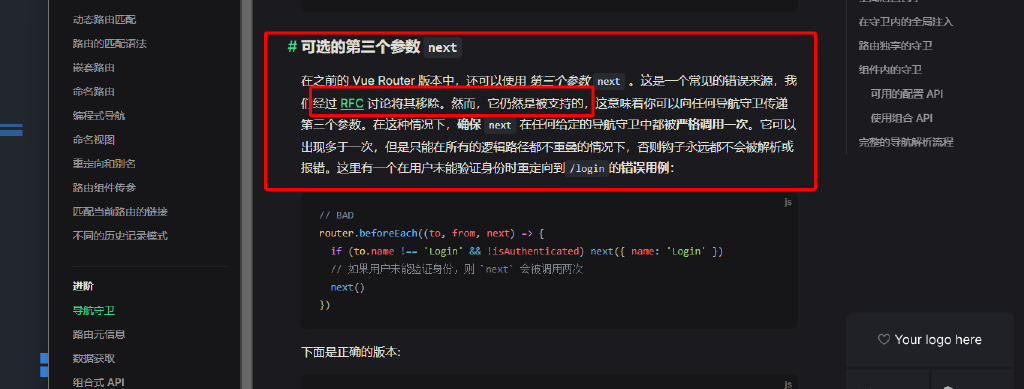 动态路由匹配
路由的匹配语法
嵌套路由
命名路由
编程式导航
命名视图
重定向和别名
路由组件传参
匹配当前路由的链接
不同的历史记录模式
进阶
导航守卫
路由元信息
数据获取
组合式 API
# 可选的第三个参数 next
在之前的 Vue Router 版本中，还可以使用 第三个参数 next 。这是一个常见的错误来源，我
们经过 RFC 讨论将其移除。然而，它仍然是被支持的，这意味着你可以向任何导航守卫传递
第三个参数。在这种情况下，确保 next 在任何给定的导航守卫中都被严格调用一次。它可以
出现多于一次，但是只能在所有的逻辑路径都不重叠的情况下，否则钩子永远都不会被解析或
报错。这里有一个在用户未能验证身份时重定向到 /login 的错误用例：
js
// BAD
router.beforeEach((to, from, next) => {
if (to.name !== 'Login' && !isAuthenticated) next({ name: 'Login' })
// 如果用户未能验证身份，则 `next` 会被调用两次
next()
})
下面是正确的版本：
js
在守卫内的全局注入
路由独享的守卫
组件内的守卫
可用的配置 API
使用组合 API
完整的导航解析流程
Your logo here